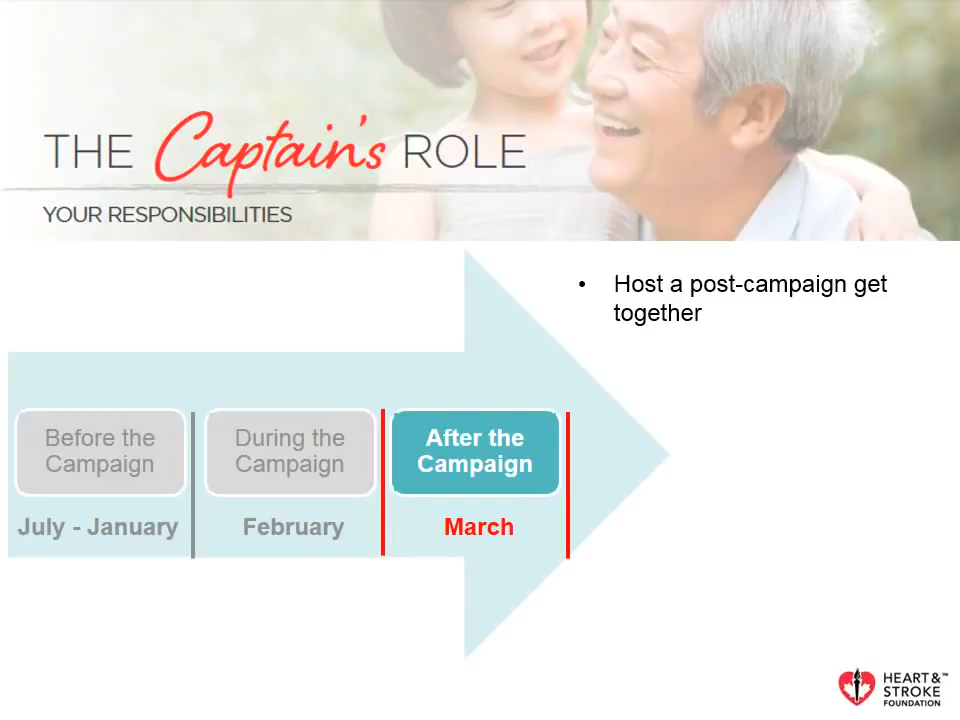 THE Captain's ROLE
YOUR RESPONSIBILITIES
• Host a post-campaign get
together
Before the
Campaign
During the
Campaign
After the
Campaign
July - January
February
March
HEART &™
STROKE
FOUNDATION